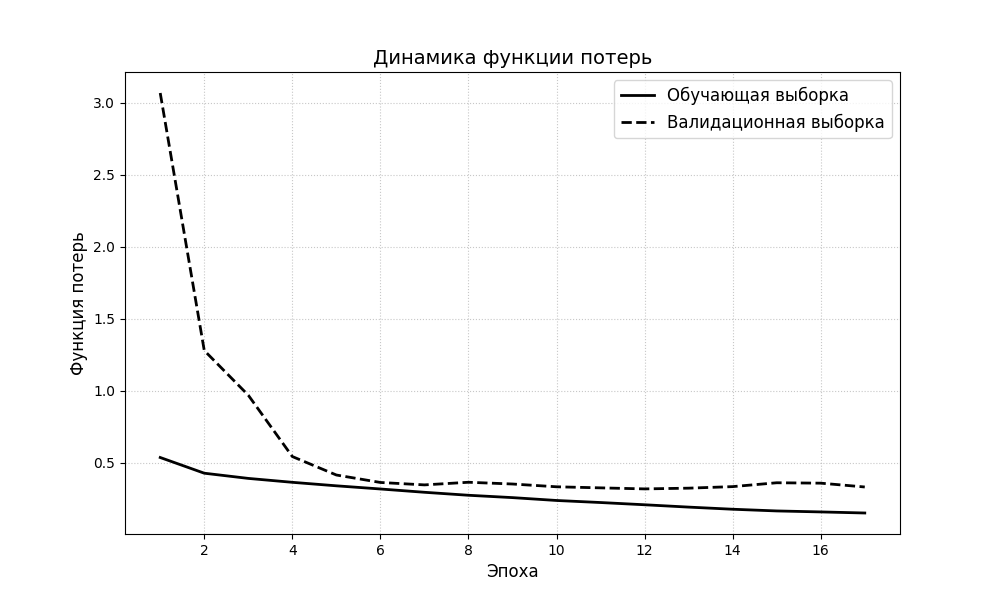 Динамика функции потерь
Обучающая выборка
Валидационная выборка
Функция потерь
3.0
2.5
2.0
1.5
1.0
0.5
2 4 6 8 10 12 14 16
Эпоха